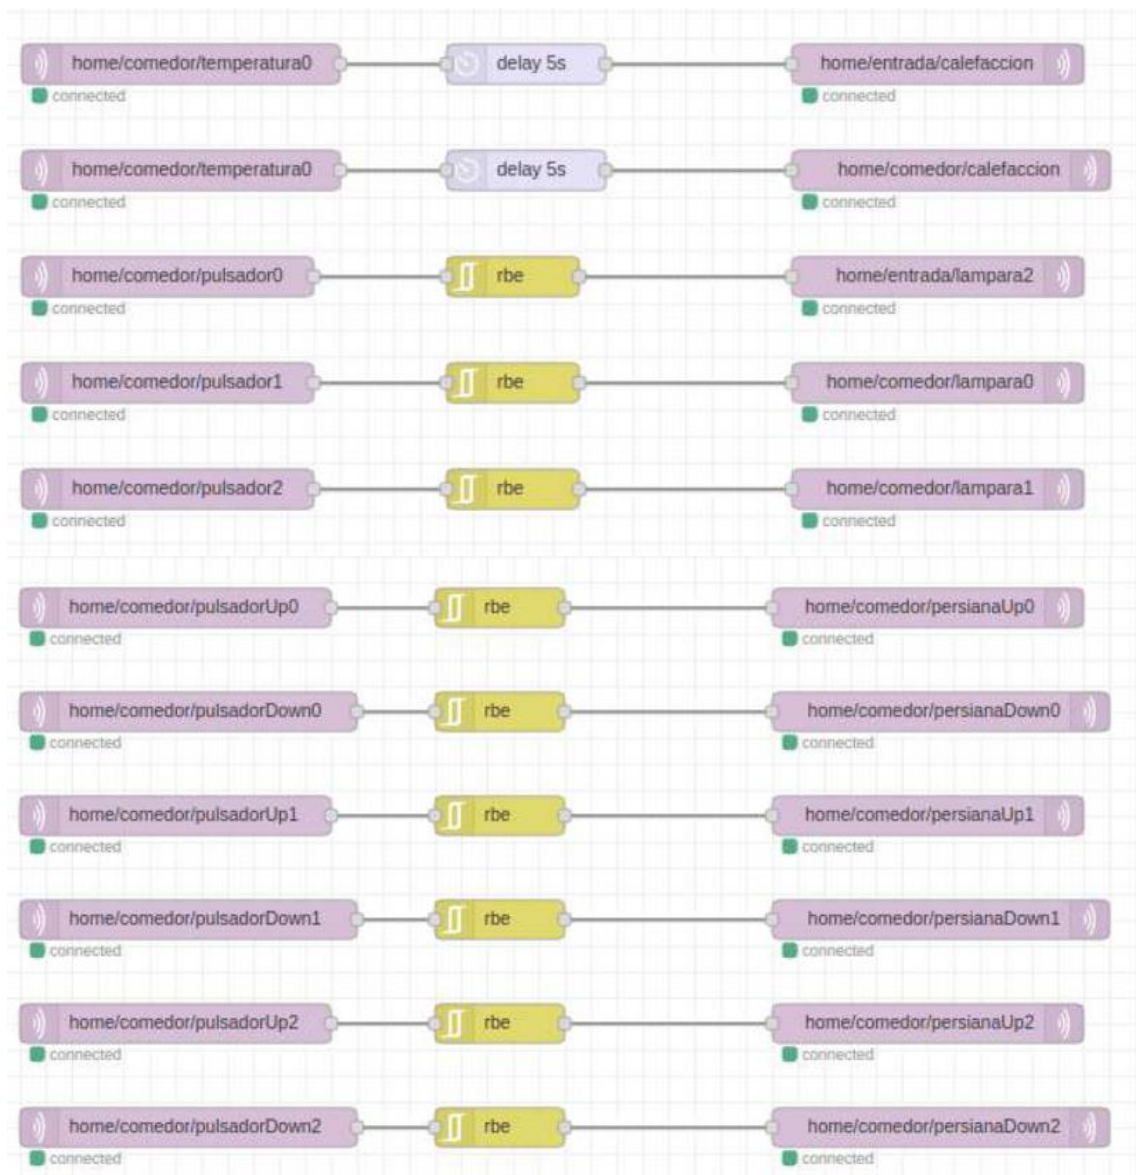 home/comedor/temperatura0 delay 5s home/entrada/calefaccion
connected connected
home/comedor/temperatura0 delay 5s home/comedor/calefaccion
connected connected
home/comedor/pulsador0 rbe home/entrada/lampara2
connected connected
home/comedor/pulsador1 rbe home/comedor/lampara0
connected connected
home/comedor/pulsador2 rbe home/comedor/lampara1
connected connected
home/comedor/pulsadorUp0 rbe home/comedor/persianaUp0
connected connected
home/comedor/pulsadorDown0 rbe home/comedor/persianaDown0
connected connected
home/comedor/pulsadorUp1 rbe home/comedor/persianaUp1
connected connected
home/comedor/pulsadorDown1 rbe home/comedor/persianaDown1
connected connected
home/comedor/pulsadorUp2 rbe home/comedor/persianaUp2
connected connected
home/comedor/pulsadorDown2 rbe home/comedor/persianaDown2
connected connected